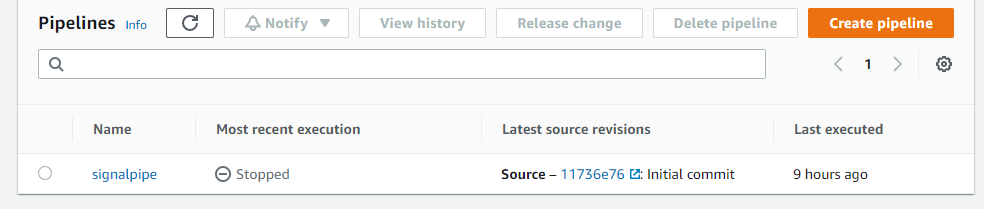 Pipelines Info Notify View history Release change Delete pipeline Create pipeline
1
Name Most recent execution Latest source revisions Last executed
signalpipe Stopped Source – 11736e76 : Initial commit 9 hours ago